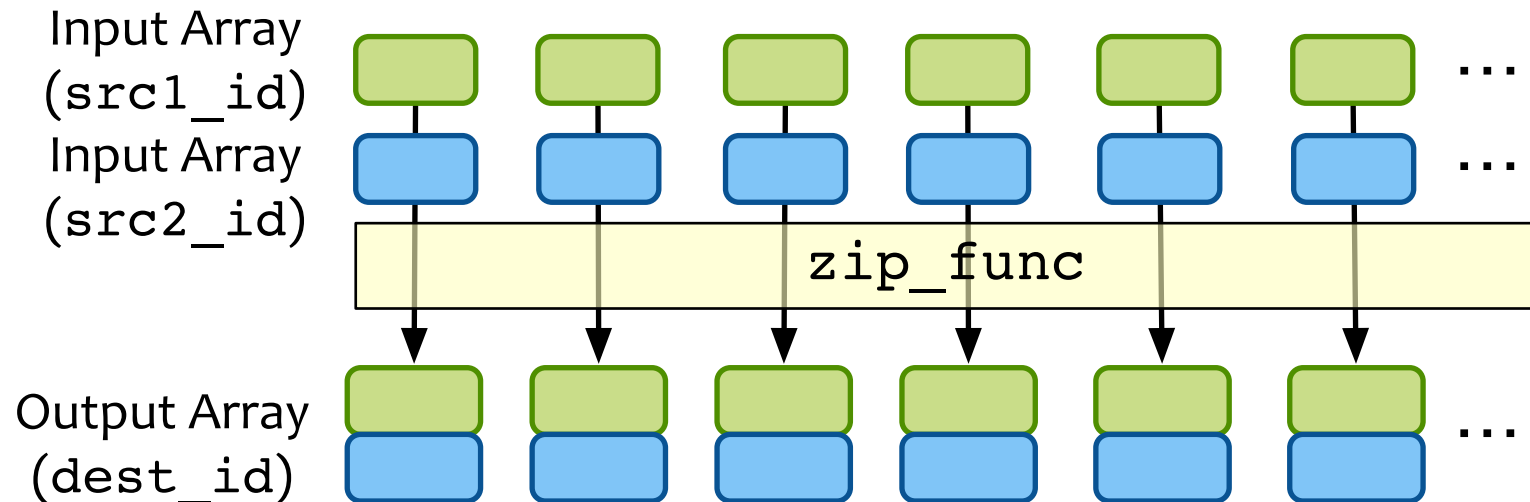 Input Array
(src1_id)
...
Input Array
(src2_id)
...
zip_func
Output Array
(dest_id)
...